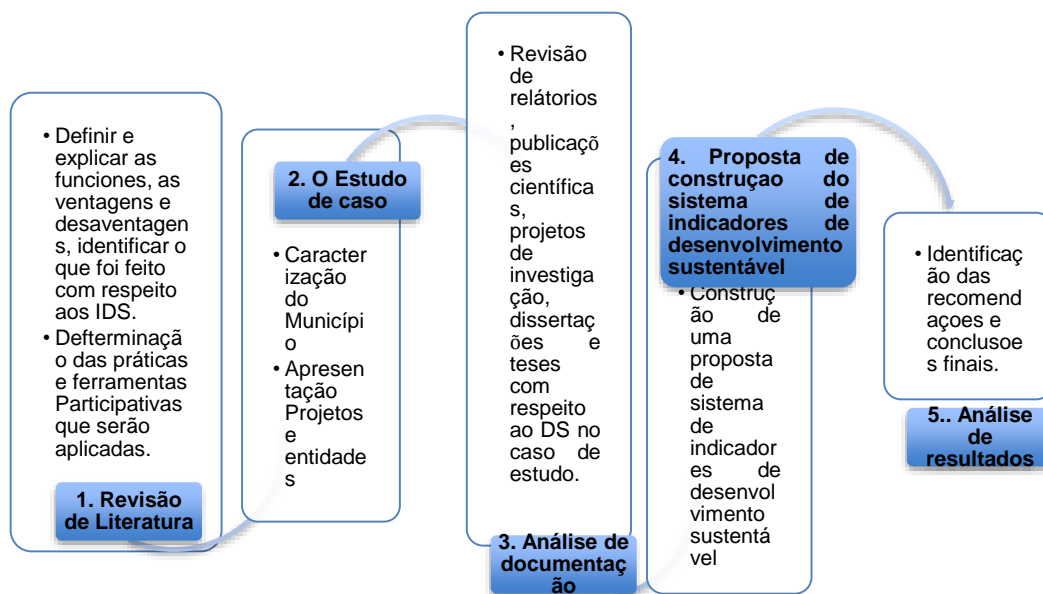 • Definir e
explicar as
funciones, as
ventagens e
desaventagen
s, identificar o
que foi feito
com respeito
aos IDS.
• Defterminaçã
o das práticas
e ferramentas
Participativas
que serão
aplicadas.
1. Revisão
de Literatura
2. O Estudo
de caso
• Caracter
ização
do
Municípi
o
• Apresen
tação
Projetos
e
entidade
s
• Revisão
de
relátorios
,
publicaçõ
es
científica
s,
projetos
de
investiga
ção,
dissertaç
ões e
teses
com
respeito
ao DS no
caso de
estudo.
3. Análise de
documentaç
ão
4. Proposta de
construçao do
sistema de
indicadores de
desenvolvimento
sustentável
• Construç
ão de
uma
proposta
de
sistema
de
indicador
es de
desenvol
vimento
sustentá
vel
• Identificaç
ão das
recomend
açoes e
conclusoe
s finais.
5.. Análise
de
resultados